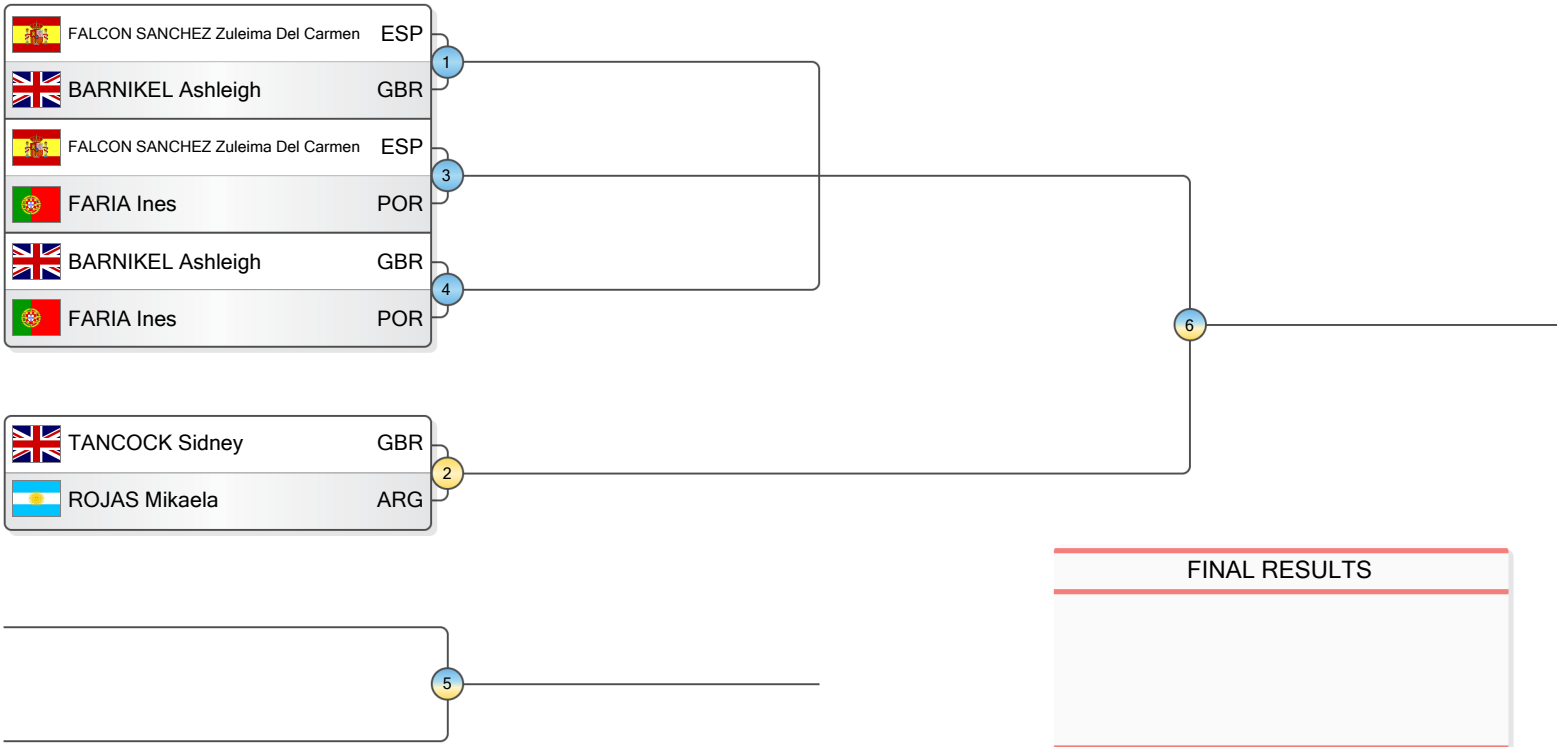 FALCON SANCHEZ Zuleima Del Carmen ESP
1
BARNIKEL Ashleigh GBR
FALCON SANCHEZ Zuleima Del Carmen ESP
3
FARIA Ines POR
BARNIKEL Ashleigh GBR
4
FARIA Ines POR
6
TANCOCK Sidney GBR
2
ROJAS Mikaela ARG
FINAL RESULTS
5